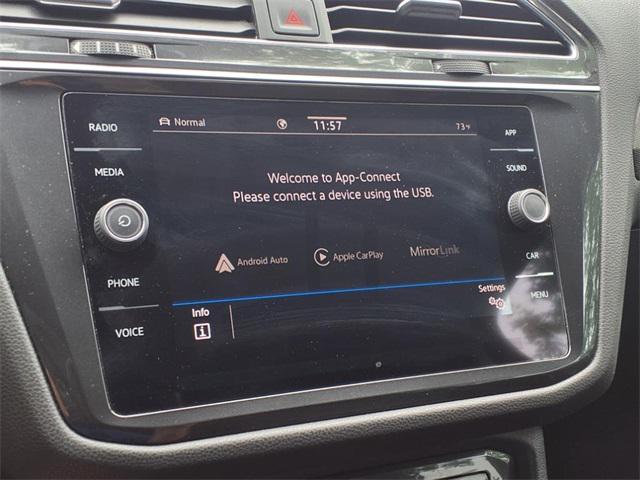 RADIO
MEDIA
PHONE
VOICE
Normal
11:57
73°F
Welcome to App-Connect
Please connect a device using the USB.
Android Auto
Apple CarPlay
MirrorLink
Info
Settings
APP
SOUND
CAR
MENU